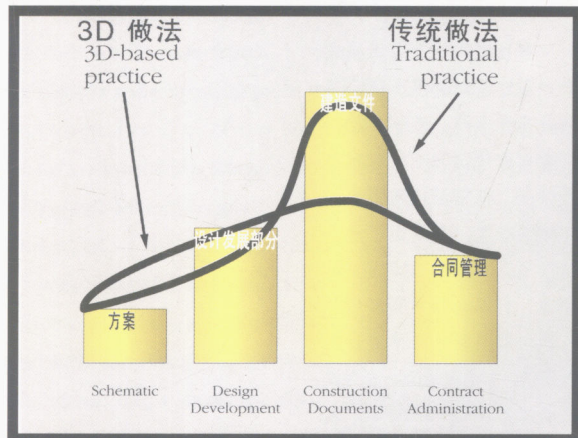 3D 做法
3D-based
practice
传统做法
Traditional
practice
建造文件
设计发展部分
合同管理
方案
Schematic
Design
Development
Construction
Documents
Contract
Administration